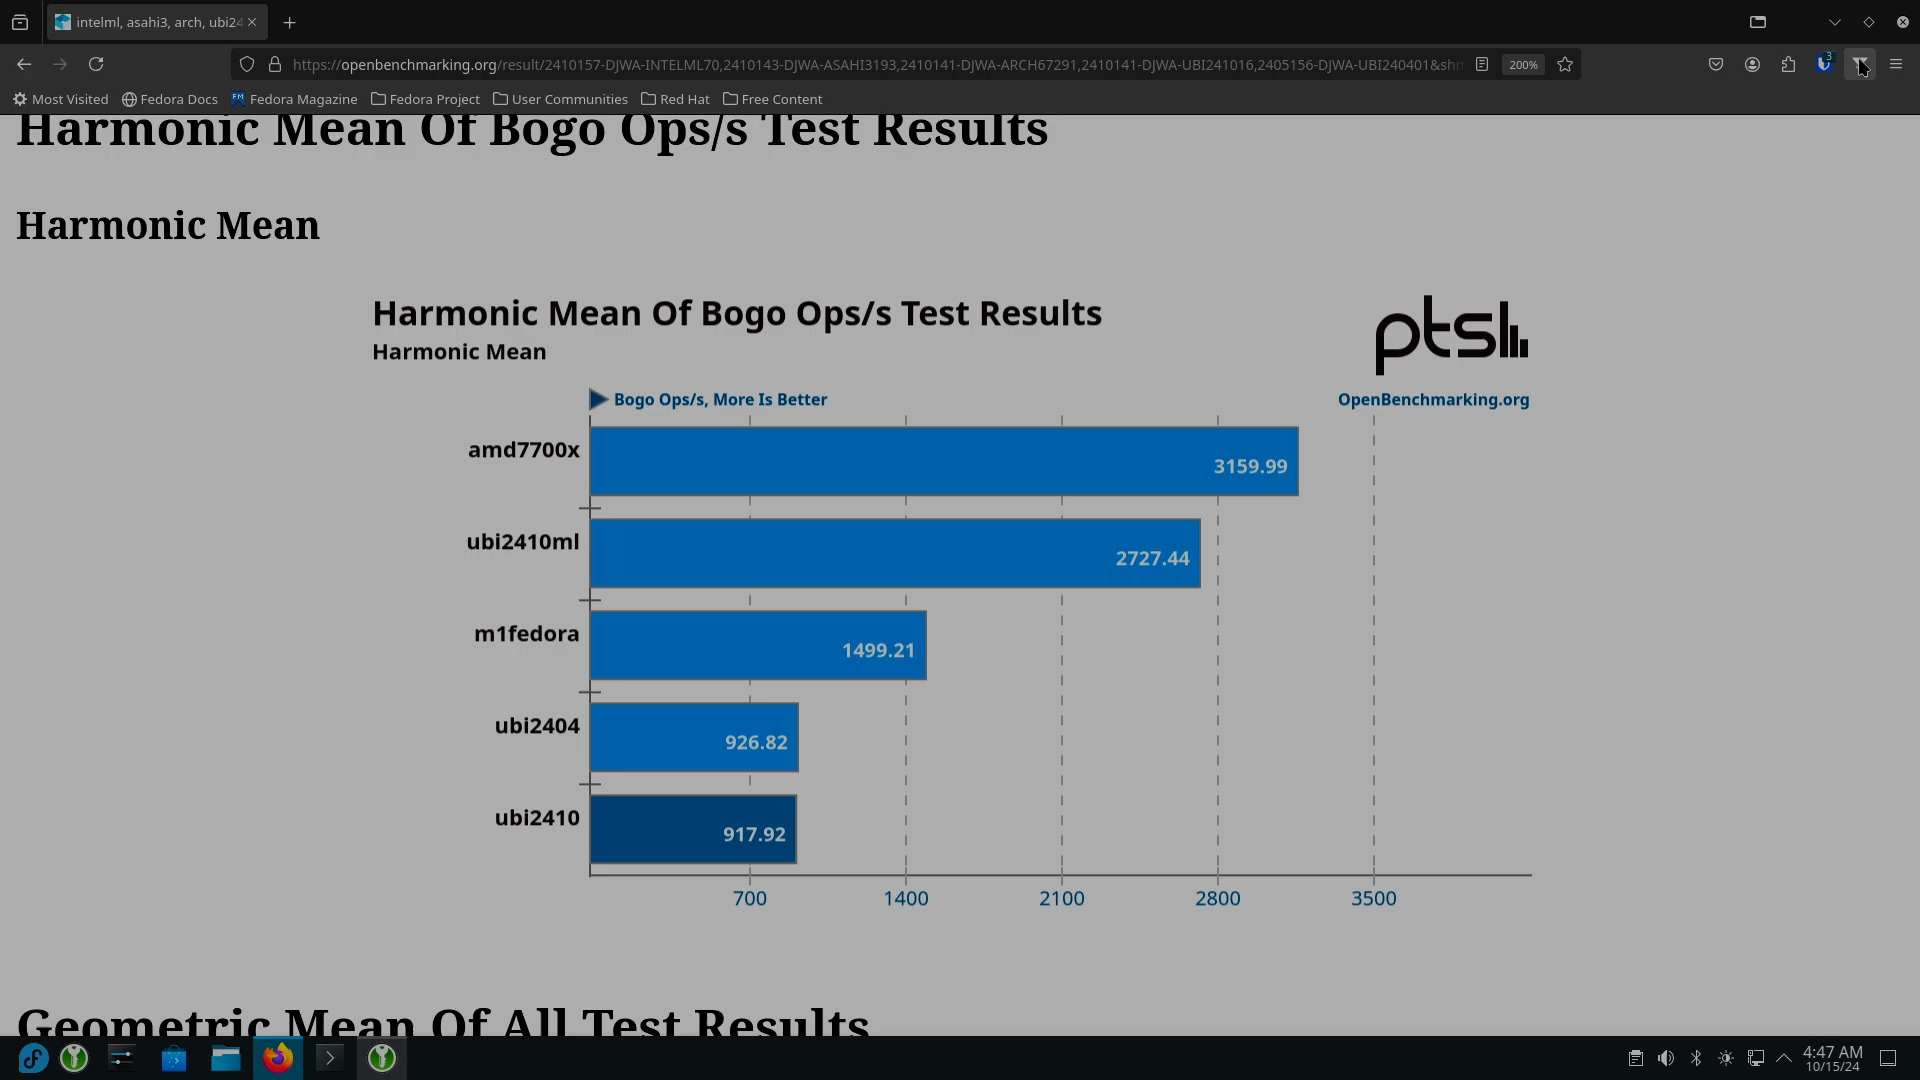 intelml, asahi3, arch, ubi24
https://openbenchmarking.org/result/2410157-DJWA-INTELML70,2410143-DJWA-ASAHI3193,2410141-DJWA-ARCH67291,2410141-DJWA-UBI241016,2405156-DJWA-UBI240401&shm
200%
3
Most Visited
Fedora Docs
Fedora Magazine
Fedora Project
User Communities
Red Hat
Free Content
Harmonic Mean Of Bogo Ops/s Test Results
Harmonic Mean
Harmonic Mean Of Bogo Ops/s Test Results
Harmonic Mean
ptsl
Bogo Ops/s, More Is Better
OpenBenchmarking.org
amd7700x
3159.99
ubi2410ml
2727.44
m1fedora
1499.21
ubi2404
926.82
ubi2410
917.92
700 1400 2100 2800 3500
Geometric Mean Of All Test Results
4:47 AM
10/15/24